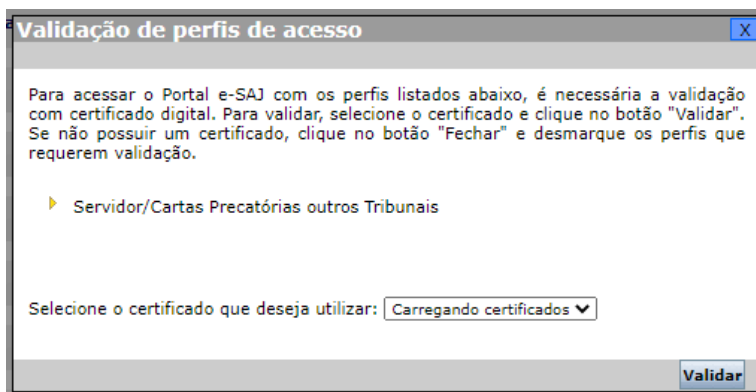 Validação de perfis de acesso
X
Para acessar o Portal e-SAJ com os perfis listados abaixo, é necessária a validação
com certificado digital. Para validar, selecione o certificado e clique no botão "Validar".
Se não possuir um certificado, clique no botão "Fechar" e desmarque os perfis que
requerem validação.
Servidor/Cartas Precatórias outros Tribunais
Selecione o certificado que deseja utilizar: Carregando certificados
Validar